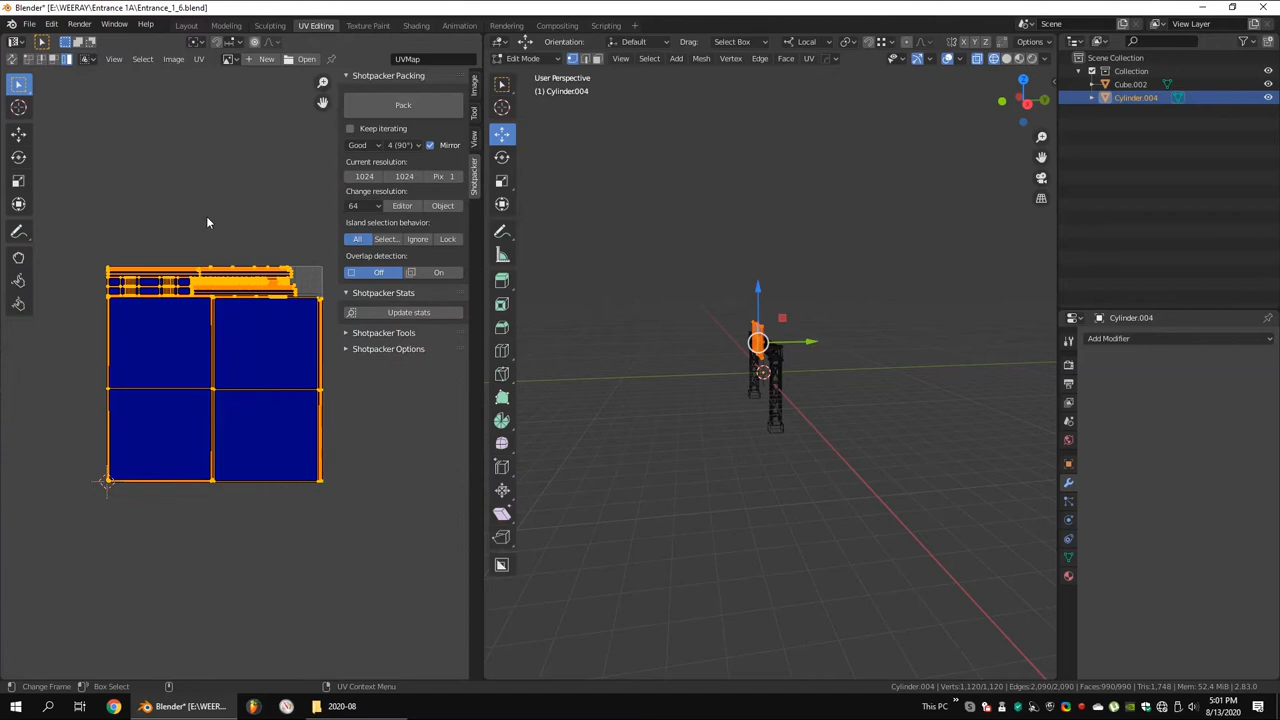 Blender* [E:\WEERAY\Entrance 1A\Entrance_1_6.blend]
File Edit Render Window Help Layout Modeling Sculpting UV Editing Texture Paint Shading Animation Rendering Compositing Scripting Scene View Layer
Orientation: Default Drag: Select Box Local X Y Z Options
View Select Image UV New Open UVMap Edit Mode View Select Add Mesh Vertex Edge Face UV
Scene Collection
Collection
Cube.002
Cylinder.004
Shotpacker Packing
Pack
Keep iterating
Good 4 (90°) Mirror
Current resolution:
1024 1024 Pix 1
Change resolution:
64 Editor Object
Island selection behavior:
All Select... Ignore Lock
Overlap detection:
Off On
Shotpacker Stats
Update stats
Shotpacker Tools
Shotpacker Options
Image
Tool
View
Shotpacker
User Perspective
(1) Cylinder.004
Z
Y
X
Cylinder.004
Add Modifier
Change Frame Box Select UV Context Menu Cylinder.004 | Verts:1,120/1,120 | Edges:2,090/2,090 | Faces:990/990 | Tris:1,748 | Mem: 52.4 MiB | 2.83.0
Blender* [E:\WEER... 2020-08 This PC 5:01 PM
8/13/2020